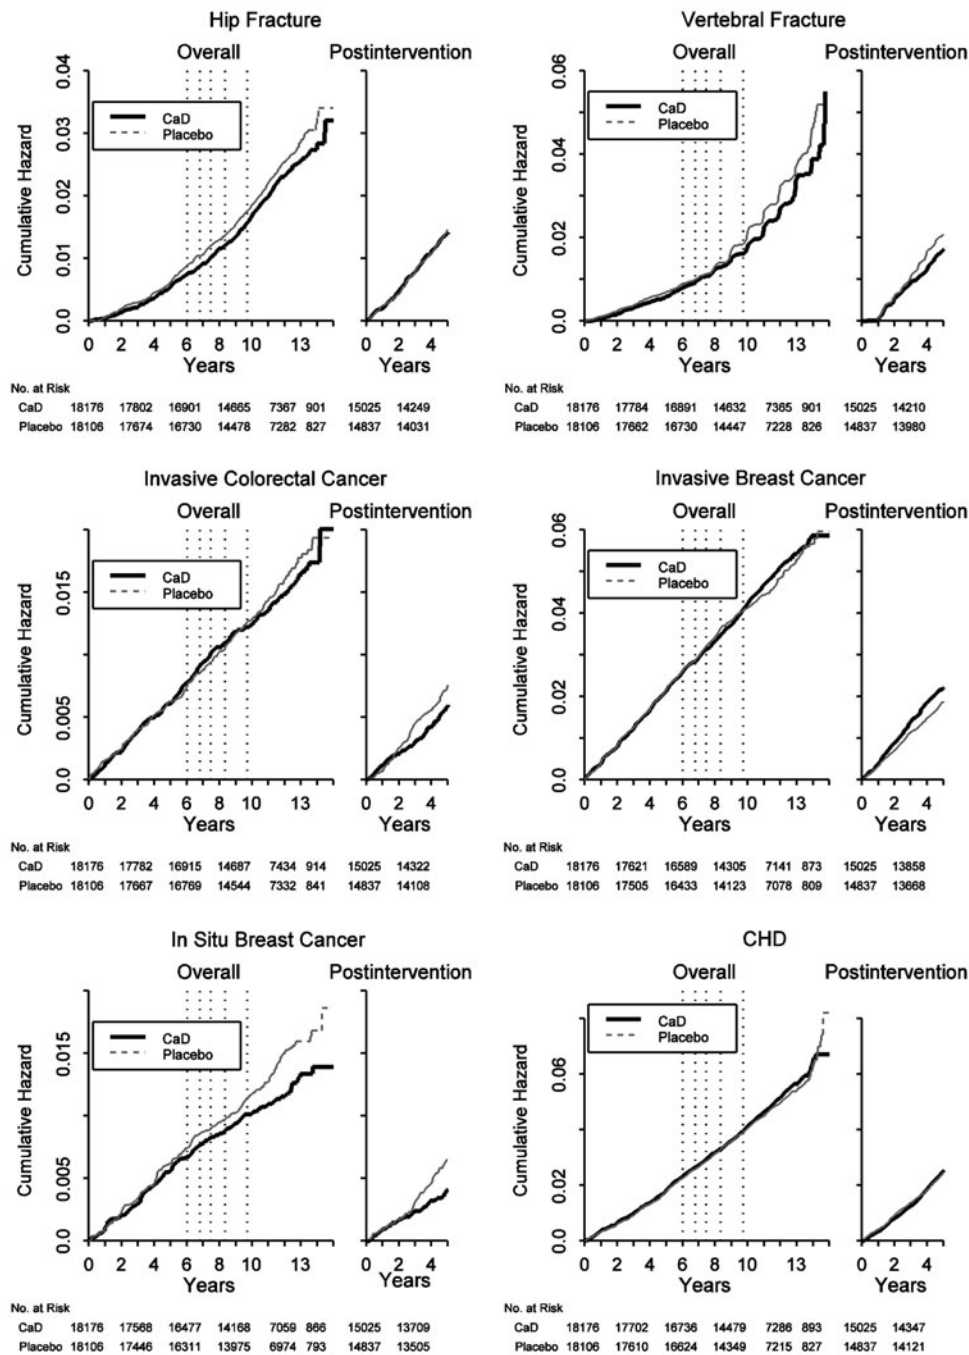 Hip Fracture
Overall
Postintervention
Cumulative Hazard
0.04
0.03
0.02
0.01
0.0
CaD
Placebo
0 2 4 6 8 10 13
0 2 4
Years
Years
No. at Risk
CaD 18176 17802 16901 14665 7367 901 15025 14249
Placebo 18106 17674 16730 14478 7282 827 14837 14031
Vertebral Fracture
Overall
Postintervention
Cumulative Hazard
0.06
0.04
0.02
0.0
CaD
Placebo
0 2 4 6 8 10 13
0 2 4
Years
Years
No. at Risk
CaD 18176 17784 16891 14632 7365 901 15025 14210
Placebo 18106 17662 16730 14447 7228 826 14837 13980
Invasive Colorectal Cancer
Overall
Postintervention
Cumulative Hazard
0.015
0.005
0.0
CaD
Placebo
0 2 4 6 8 10 13
0 2 4
Years
Years
No. at Risk
CaD 18176 17782 16915 14687 7434 914 15025 14322
Placebo 18106 17667 16769 14544 7332 841 14837 14108
Invasive Breast Cancer
Overall
Postintervention
Cumulative Hazard
0.06
0.04
0.02
0.0
CaD
Placebo
0 2 4 6 8 10 13
0 2 4
Years
Years
No. at Risk
CaD 18176 17621 16589 14305 7141 873 15025 13858
Placebo 18106 17505 16433 14123 7078 809 14837 13668
In Situ Breast Cancer
Overall
Postintervention
Cumulative Hazard
0.015
0.005
0.0
CaD
Placebo
0 2 4 6 8 10 13
0 2 4
Years
Years
No. at Risk
CaD 18176 17568 16477 14168 7059 866 15025 13709
Placebo 18106 17446 16311 13975 6974 793 14837 13505
CHD
Overall
Postintervention
Cumulative Hazard
0.06
0.02
0.0
CaD
Placebo
0 2 4 6 8 10 13
0 2 4
Years
Years
No. at Risk
CaD 18176 17702 16736 14479 7286 893 15025 14347
Placebo 18106 17610 16624 14349 7215 827 14837 14121